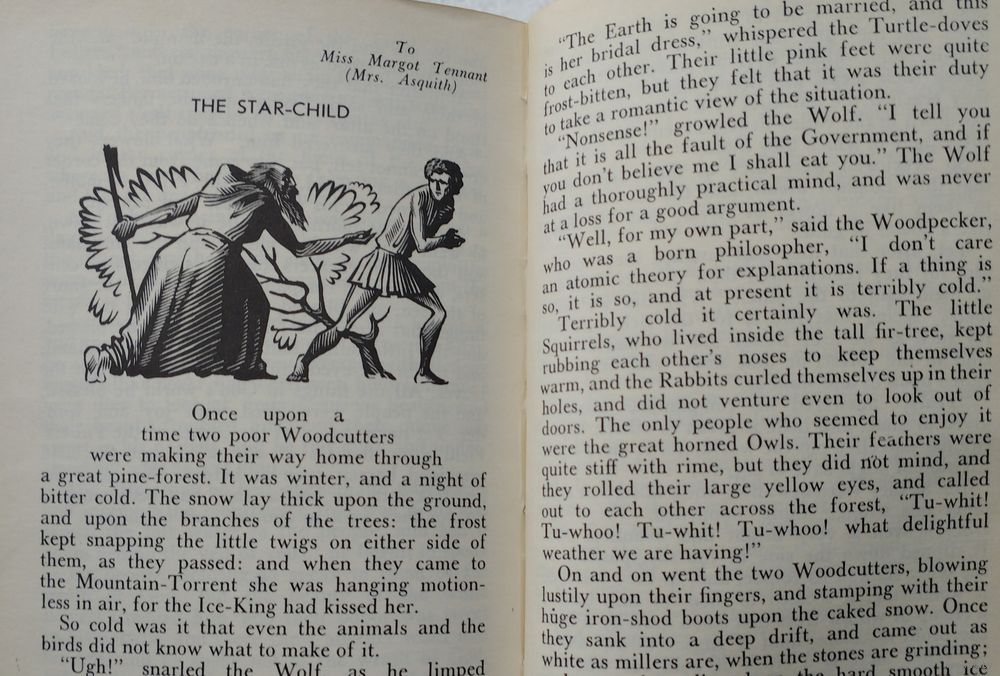 To
Miss Margot Tennant
(Mrs. Asquith)
THE STAR-CHILD
Once upon a
time two poor Woodcutters
were making their way home through
a great pine-forest. It was winter, and a night of
bitter cold. The snow lay thick upon the ground,
and upon the branches of the trees: the frost
kept snapping the little twigs on either side of
them, as they passed: and when they came to
the Mountain-Torrent she was hanging motion-
less in air, for the Ice-King had kissed her.
So cold was it that even the animals and the
birds did not know what to make of it.
"Ugh!" snarled the Wolf, as he limped
"The Earth is going to be married, and this
is her bridal dress," whispered the Turtle-doves
to each other. Their little pink feet were quite
frost-bitten, but they felt that it was their duty
to take a romantic view of the situation.
"Nonsense!" growled the Wolf. "I tell you
that it is all the fault of the Government, and if
you don't believe me I shall eat you." The Wolf
had a thoroughly practical mind, and was never
at a loss for a good argument.
"Well, for my own part," said the Woodpecker,
who was a born philosopher, "I don't care
an atomic theory for explanations. If a thing is
so, it is so, and at present it is terribly cold."
Terribly cold it certainly was. The little
Squirrels, who lived inside the tall fir-tree, kept
rubbing each other's noses to keep themselves
warm, and the Rabbits curled themselves up in their
holes, and did not venture even to look out of
doors. The only people who seemed to enjoy it
were the great horned Owls. Their feathers were
quite stiff with rime, but they did not mind, and
they rolled their large yellow eyes, and called
out to each other across the forest, "Tu-whit!
Tu-whoo! Tu-whit! Tu-whoo! what delightful
weather we are having!"
On and on went the two Woodcutters, blowing
lustily upon their fingers, and stamping with their
huge iron-shod boots upon the caked snow. Once
they sank into a deep drift, and came out as
white as millers are, when the stones are grinding;
the hard smooth ice